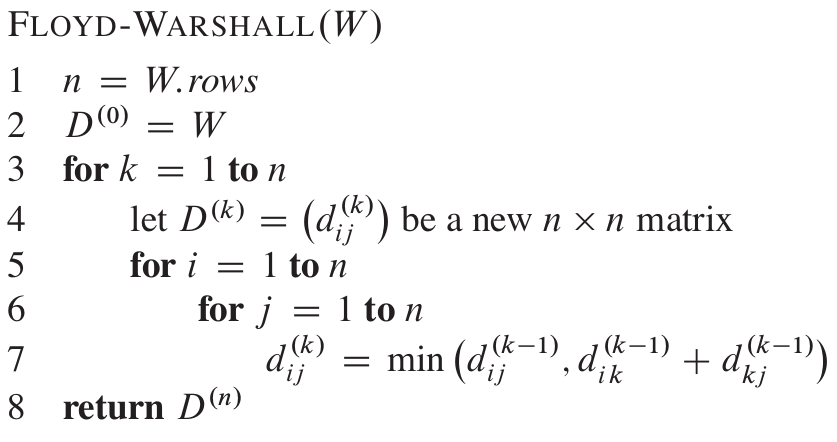 FLOYD-WARSHALL(W)
1 n = W.rows
2 D^(0) = W
3 for k = 1 to n
4 let D^(k) = (d_ij^(k)) be a new n × n matrix
5 for i = 1 to n
6 for j = 1 to n
7 d_ij^(k) = min (d_ij^(k−1), d_ik^(k−1) + d_kj^(k−1))
8 return D^(n)